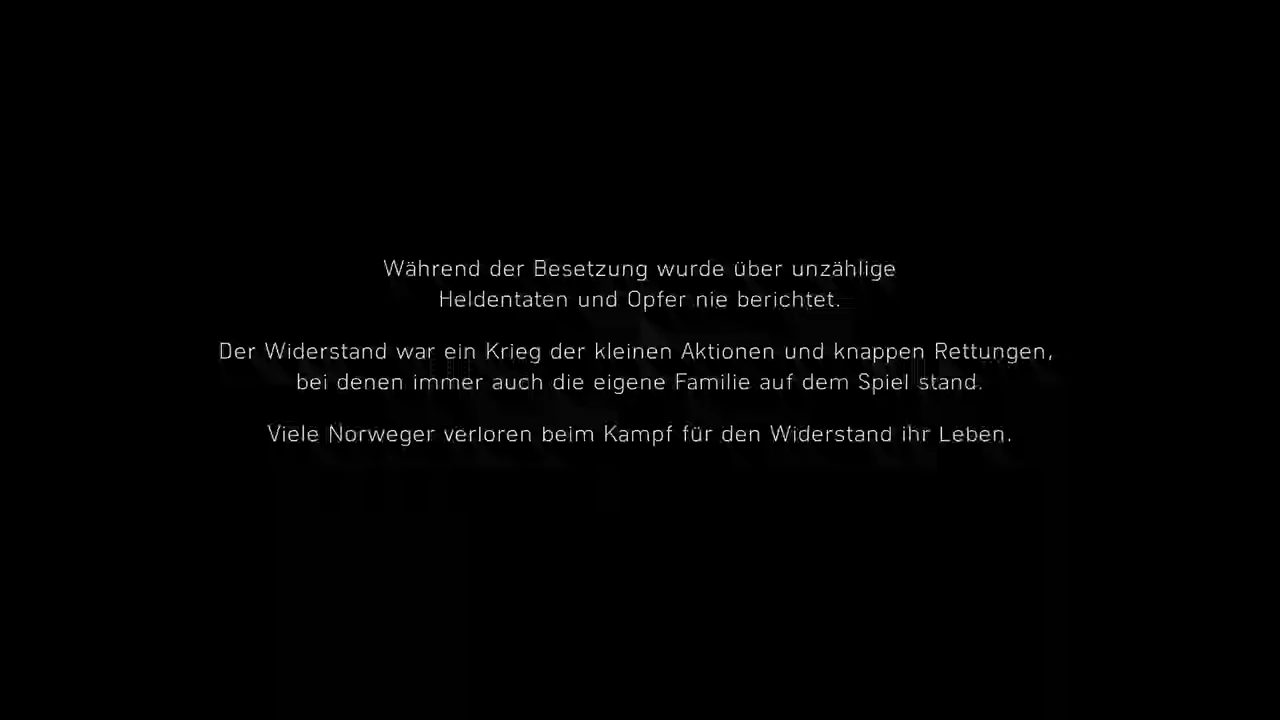 Während der Besetzung wurde über unzählige
Heldentaten und Opfer nie berichtet.
Der Widerstand war ein Krieg der kleinen Aktionen und knappen Rettungen,
bei denen immer auch die eigene Familie auf dem Spiel stand.
Viele Norweger verloren beim Kampf für den Widerstand ihr Leben.